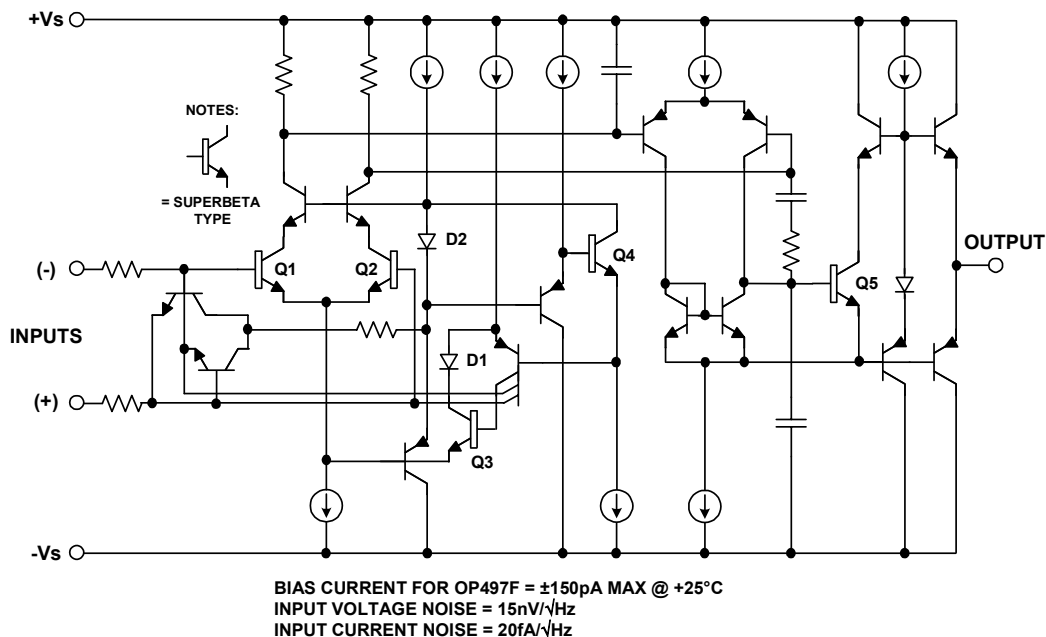 +Vs
NOTES:
= SUPERBETA
TYPE
D2
Q4
OUTPUT
(-)
Q1
Q2
Q5
INPUTS
D1
(+)
Q3
-Vs
BIAS CURRENT FOR OP497F = ±150pA MAX @ +25°C
INPUT VOLTAGE NOISE = 15nV/√Hz
INPUT CURRENT NOISE = 20fA/√Hz